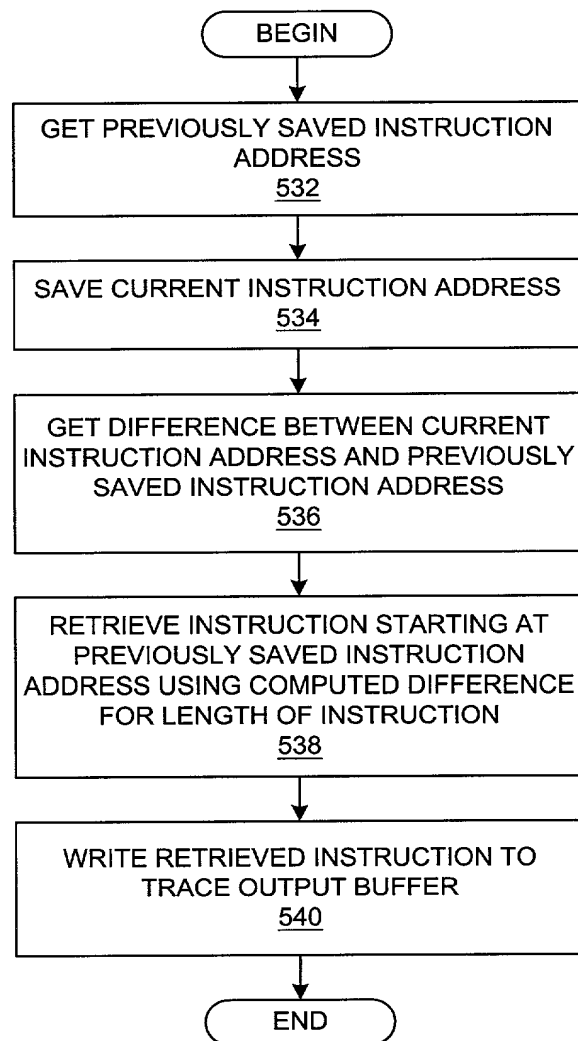 BEGIN
GET PREVIOUSLY SAVED INSTRUCTION
ADDRESS
532
SAVE CURRENT INSTRUCTION ADDRESS
534
GET DIFFERENCE BETWEEN CURRENT
INSTRUCTION ADDRESS AND PREVIOUSLY
SAVED INSTRUCTION ADDRESS
536
RETRIEVE INSTRUCTION STARTING AT
PREVIOUSLY SAVED INSTRUCTION
ADDRESS USING COMPUTED DIFFERENCE
FOR LENGTH OF INSTRUCTION
538
WRITE RETRIEVED INSTRUCTION TO
TRACE OUTPUT BUFFER
540
END